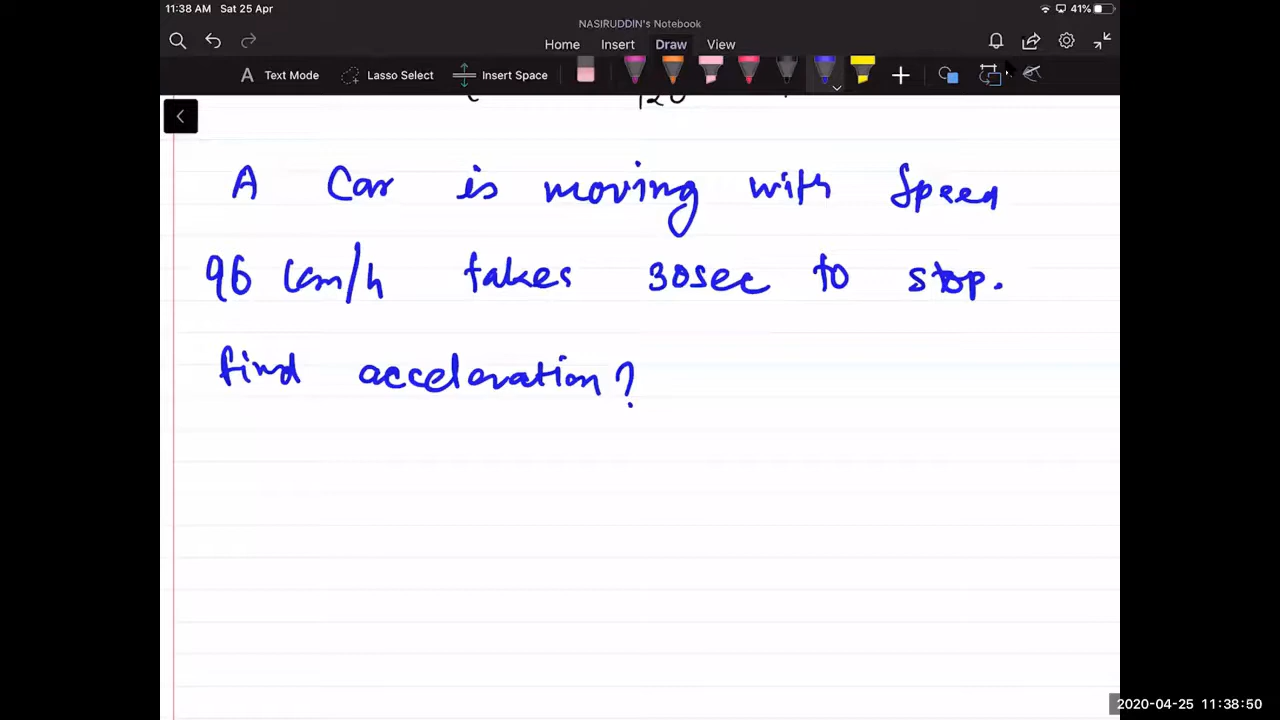 11:38 AM Sat 25 Apr 41%
NASIRUDDIN's Notebook
Home Insert Draw View
Text Mode Lasso Select Insert Space
120
A Car is moving with Speed
96 km/h takes 30sec to stop.
find acceleration?
2020-04-25 11:38:50